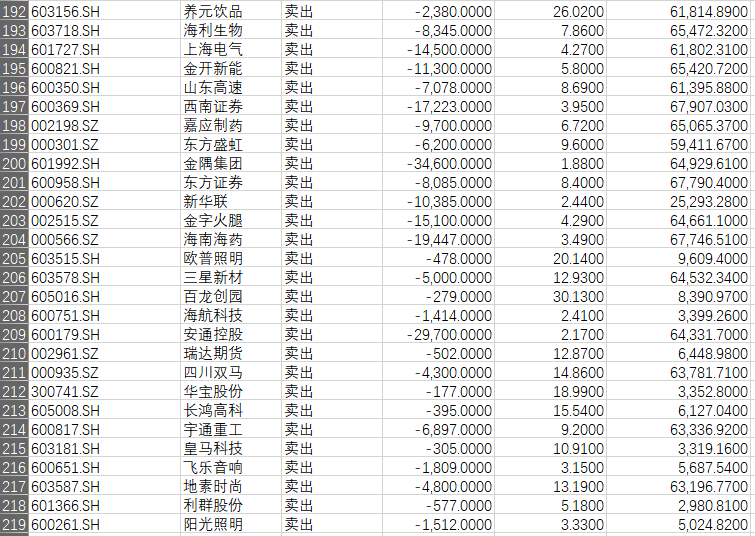 192 603156.SH 养元饮品 卖出 -2,380.0000 26.0200 61,814.8900
193 603718.SH 海利生物 卖出 -8,345.0000 7.8600 65,472.3200
194 601727.SH 上海电气 卖出 -14,500.0000 4.2700 61,802.3100
195 600821.SH 金开新能 卖出 -11,300.0000 5.8000 65,420.7200
196 600350.SH 山东高速 卖出 -7,078.0000 8.6900 61,395.8800
197 600369.SH 西南证券 卖出 -17,223.0000 3.9500 67,907.0300
198 002198.SZ 嘉应制药 卖出 -9,700.0000 6.7200 65,065.3700
199 000301.SZ 东方盛虹 卖出 -6,200.0000 9.6000 59,411.6700
200 601992.SH 金隅集团 卖出 -34,600.0000 1.8800 64,929.6100
201 600958.SH 东方证券 卖出 -8,085.0000 8.4000 67,790.4000
202 000620.SZ 新华联 卖出 -10,385.0000 2.4400 25,293.2800
203 002515.SZ 金字火腿 卖出 -15,100.0000 4.2900 64,661.1000
204 000566.SZ 海南海药 卖出 -19,447.0000 3.4900 67,746.5100
205 603515.SH 欧普照明 卖出 -478.0000 20.1400 9,609.4000
206 603578.SH 三星新材 卖出 -5,000.0000 12.9300 64,532.3400
207 605016.SH 百龙创园 卖出 -279.0000 30.1300 8,390.9700
208 600751.SH 海航科技 卖出 -1,414.0000 2.4100 3,399.2600
209 600179.SH 安通控股 卖出 -29,700.0000 2.1700 64,331.7000
210 002961.SZ 瑞达期货 卖出 -502.0000 12.8700 6,448.9800
211 000935.SZ 四川双马 卖出 -4,300.0000 14.8600 63,781.7100
212 300741.SZ 华宝股份 卖出 -177.0000 18.9900 3,352.8000
213 605008.SH 长鸿高科 卖出 -395.0000 15.5400 6,127.0400
214 600817.SH 宇通重工 卖出 -6,897.0000 9.2000 63,336.9200
215 603181.SH 皇马科技 卖出 -305.0000 10.9100 3,319.1600
216 600651.SH 飞乐音响 卖出 -1,809.0000 3.1500 5,687.5400
217 603587.SH 地素时尚 卖出 -4,800.0000 13.1900 63,196.7700
218 601366.SH 利群股份 卖出 -577.0000 5.1800 2,980.8100
219 600261.SH 阳光照明 卖出 -1,512.0000 3.3300 5,024.8200